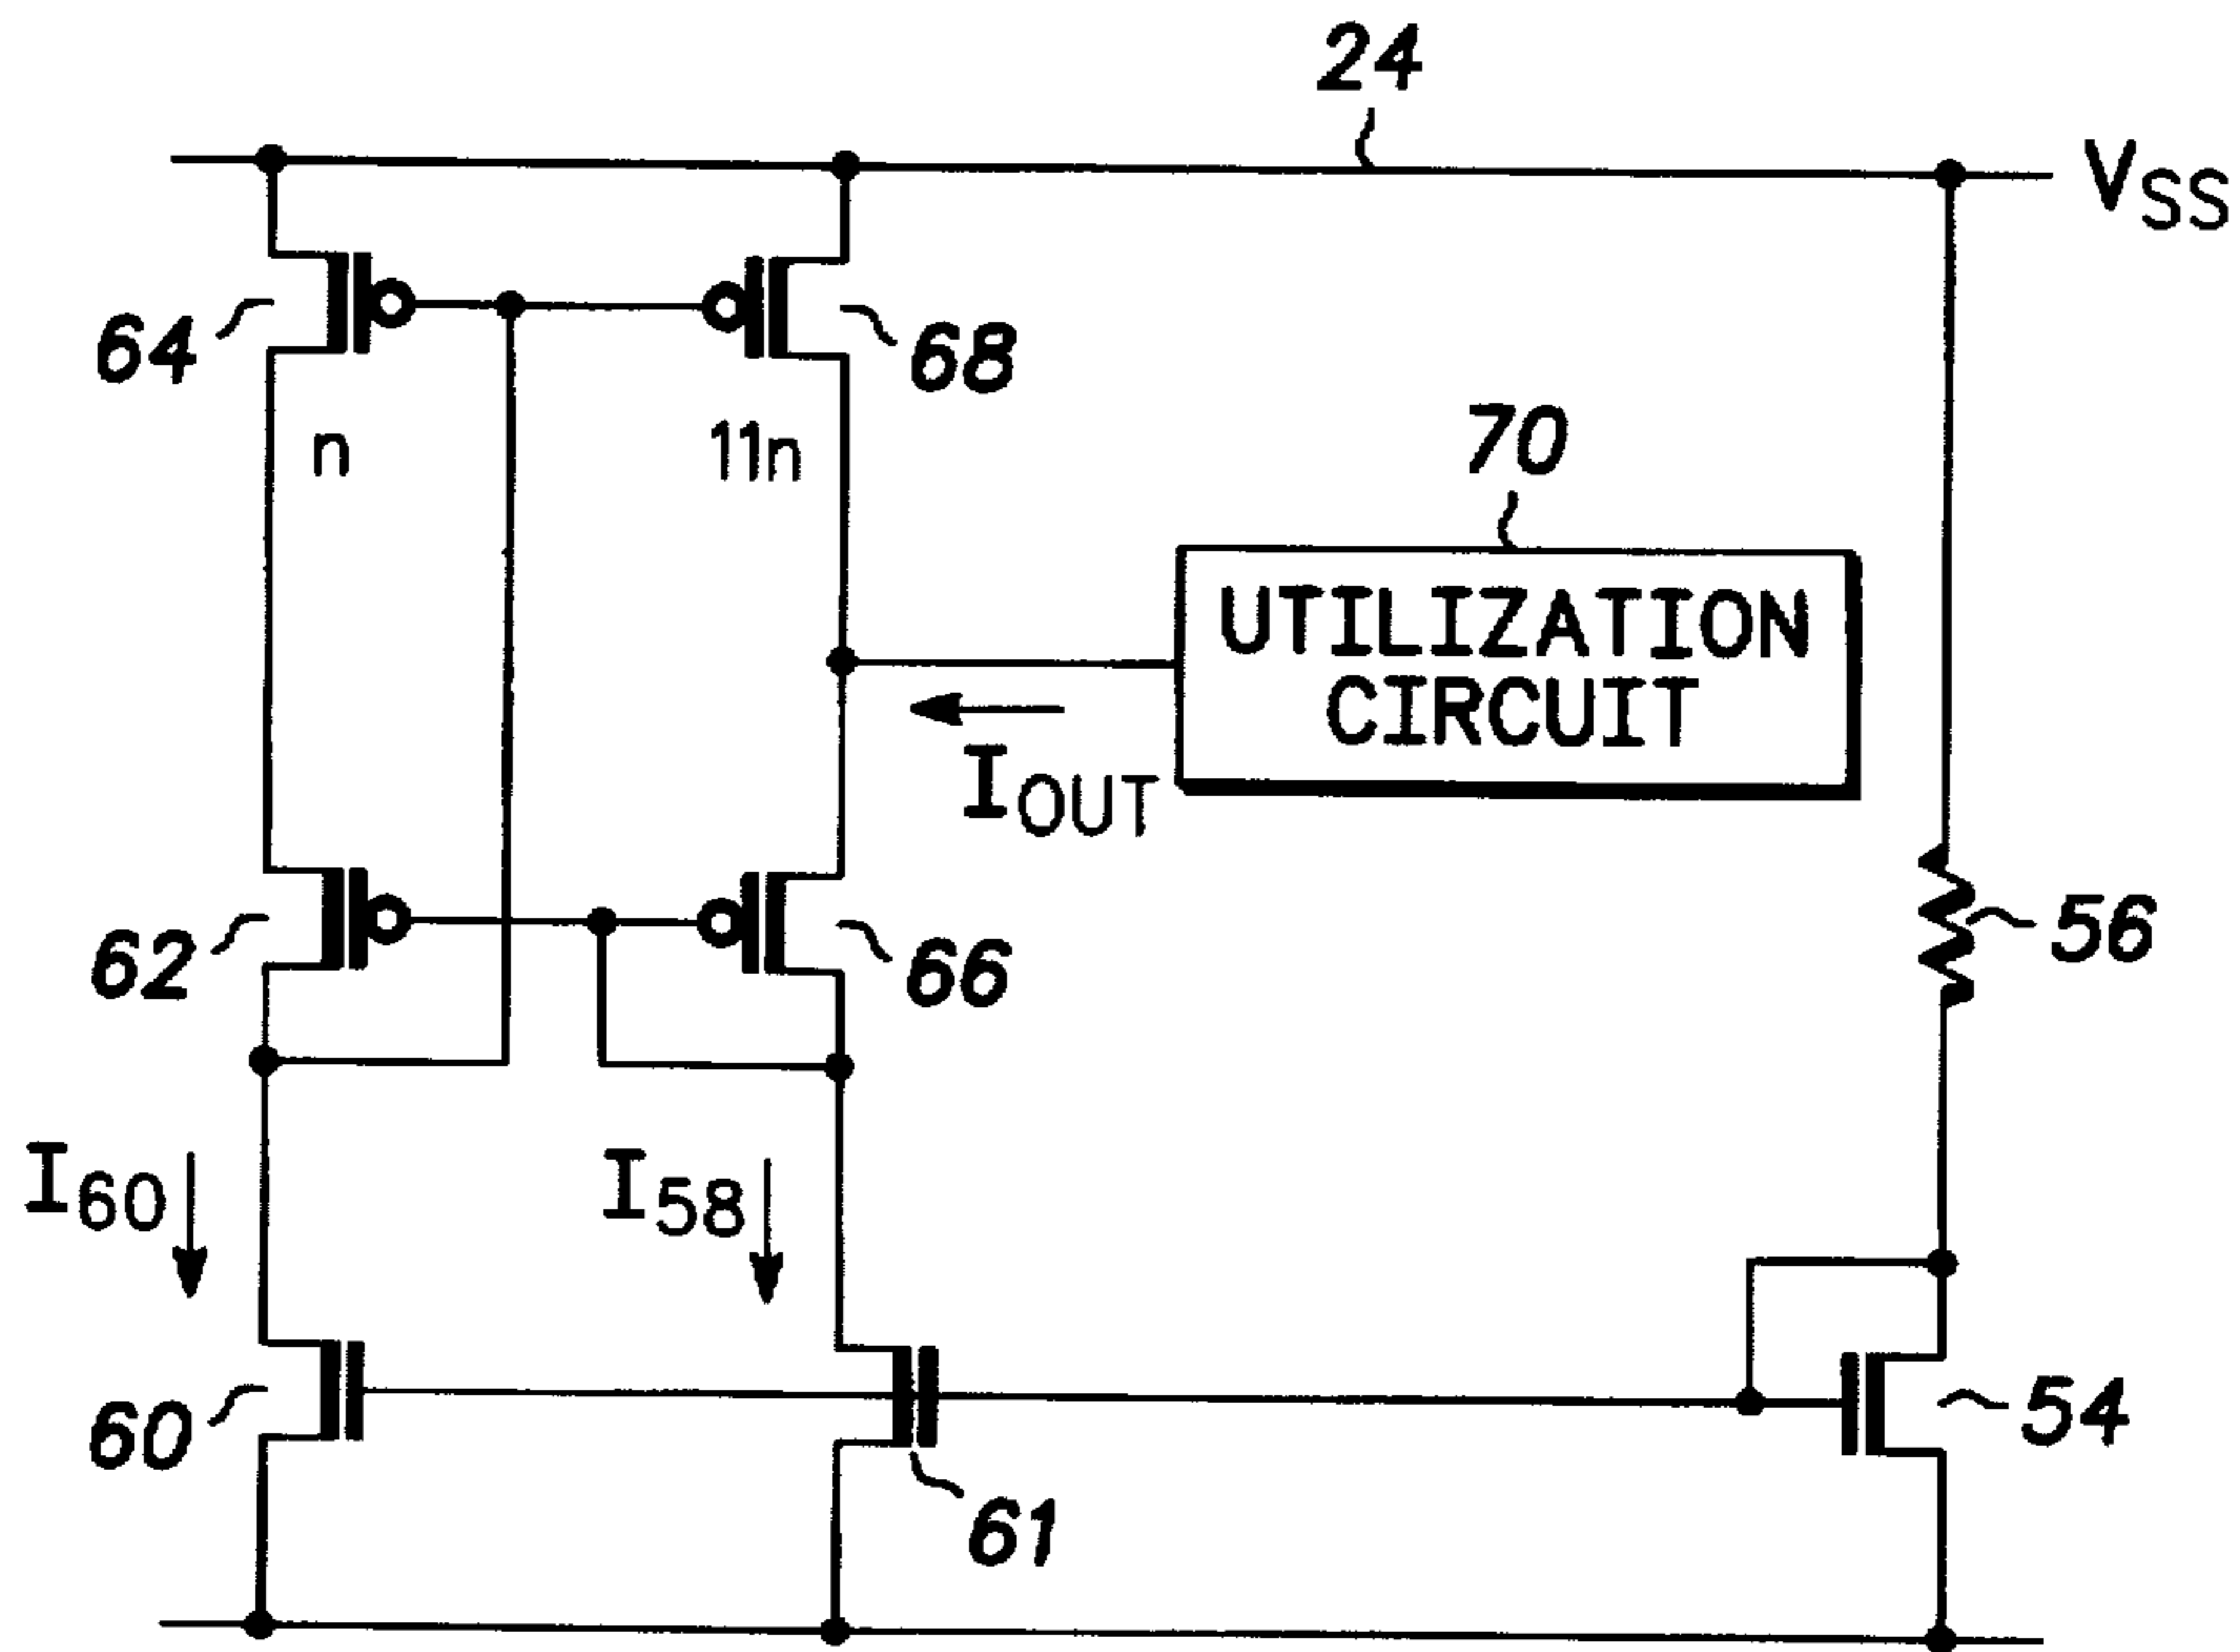 24
VSS
64
68
n
11n
70
UTILIZATION
CIRCUIT
IOUT
62
66
56
I60
I58
60
61
54